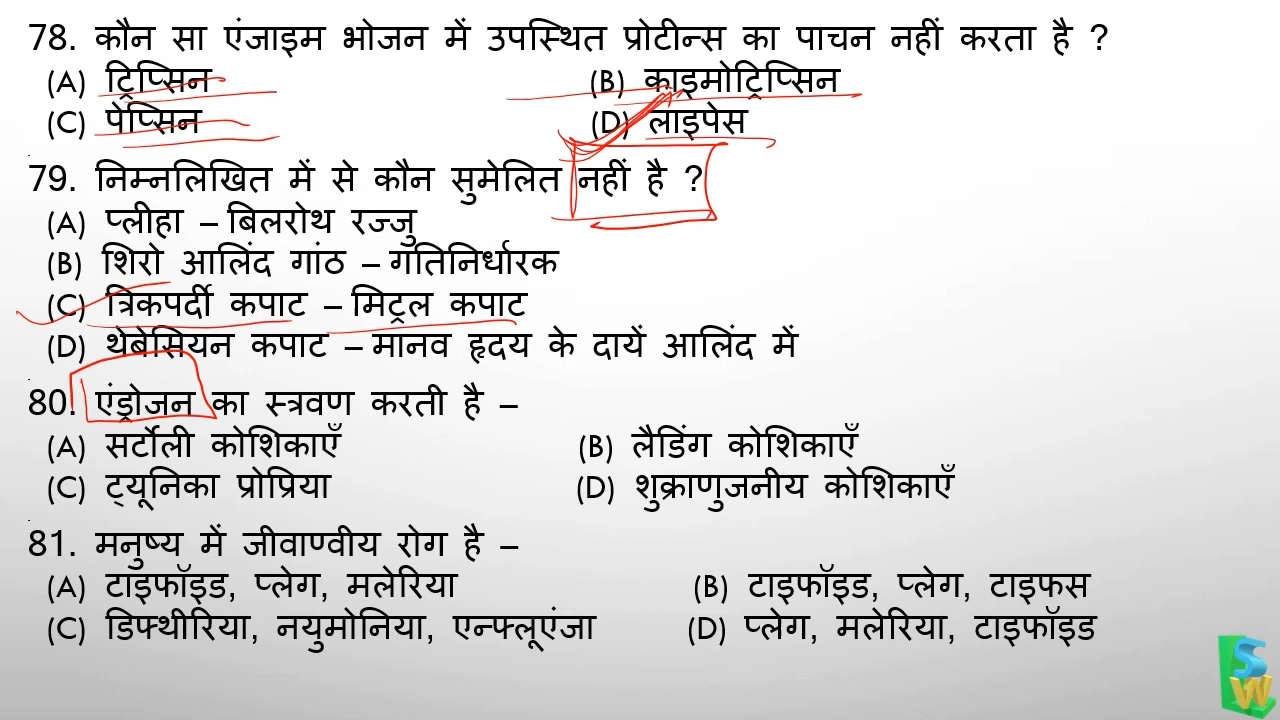 78. कौन सा एंजाइम भोजन में उपस्थित प्रोटीन्स का पाचन नहीं करता है ?
(A) ट्रिप्सिन (B) काइमोट्रिप्सिन
(C) पेप्सिन (D) लाइपेस
79. निम्नलिखित में से कौन सुमेलित नहीं है ?
(A) प्लीहा – बिलरोथ रज्जु
(B) शिरो आलिंद गांठ – गतिनिर्धारक
(C) त्रिकपर्दी कपाट – मिट्रल कपाट
(D) थेबेसियन कपाट – मानव हृदय के दायें आलिंद में
80. एंड्रोजन का स्त्रवण करती है –
(A) सर्टोली कोशिकाएँ (B) लैडिंग कोशिकाएँ
(C) ट्यूनिका प्रोप्रिया (D) शुक्राणुजनीय कोशिकाएँ
81. मनुष्य में जीवाण्वीय रोग है –
(A) टाइफॉइड, प्लेग, मलेरिया (B) टाइफॉइड, प्लेग, टाइफस
(C) डिफ्थीरिया, नयुमोनिया, एन्फ्लूएंजा (D) प्लेग, मलेरिया, टाइफॉइड
SW